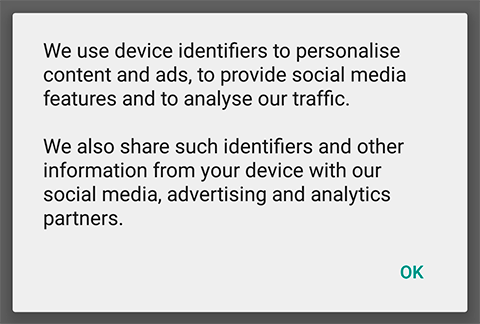 We use device identifiers to personalise
content and ads, to provide social media
features and to analyse our traffic.
We also share such identifiers and other
information from your device with our
social media, advertising and analytics
partners.
OK